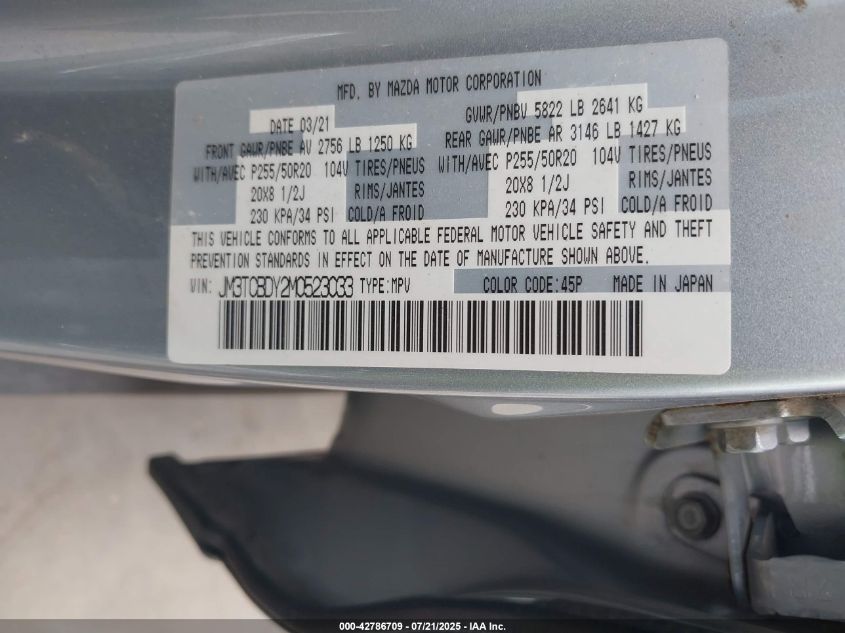 MFD. BY MAZDA MOTOR CORPORATION
DATE 03/21 GVWR/PNBV 5822 LB 2641 KG
FRONT GAWR/PNBE AV 2756 LB 1250 KG REAR GAWR/PNBE AR 3146 LB 1427 KG
WITH/AVEC P255/50R20 104V TIRES/PNEUS WITH/AVEC P255/50R20 104V TIRES/PNEUS
20X8 1/2J RIMS/JANTES 20X8 1/2J RIMS/JANTES
230 KPA/34 PSI COLD/A FROID 230 KPA/34 PSI COLD/A FROID
THIS VEHICLE CONFORMS TO ALL APPLICABLE FEDERAL MOTOR VEHICLE SAFETY AND THEFT
PREVENTION STANDARDS IN EFFECT ON THE DATE OF MANUFACTURE SHOWN ABOVE.
VIN: JM3TCBDY2M0523033 TYPE:MPV COLOR CODE:45P MADE IN JAPAN
000-42786709 - 07/21/2025 - IAA Inc.